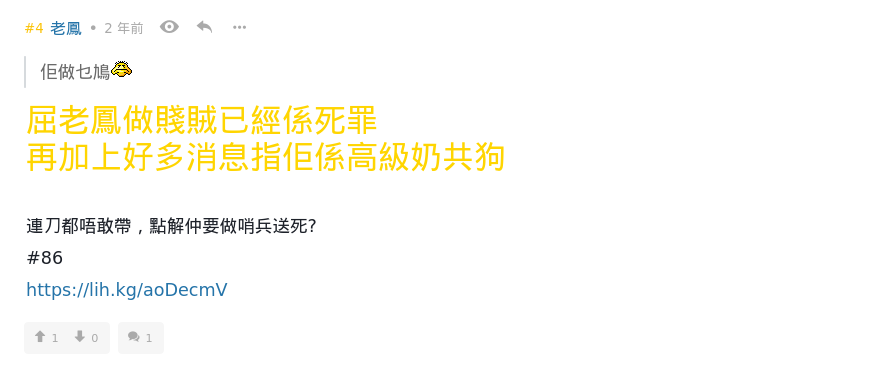 #4 老鳳 • 2 年前
佢做乜鳩
屈老鳳做賤賊已經係死罪
再加上好多消息指佢係高級奶共狗
連刀都唔敢帶，點解仲要做哨兵送死?
#86
https://lih.kg/aoDecmV
1 0 1